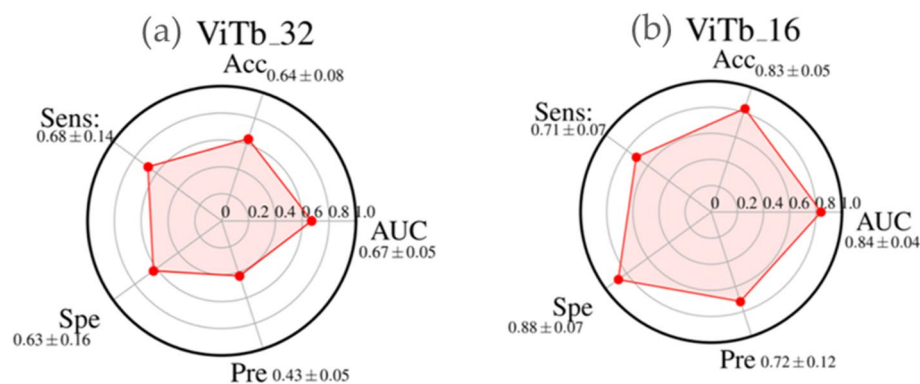 (a) ViTb_32
Acc
0.64 ± 0.08
Sens:
0.68 ± 0.14
0 0.2 0.4 0.6 0.8 1.0
AUC
0.67 ± 0.05
Spe
0.63 ± 0.16
Pre 0.43 ± 0.05
(b) ViTb_16
Acc
0.83 ± 0.05
Sens:
0.71 ± 0.07
0 0.2 0.4 0.6 0.8 1.0
AUC
0.84 ± 0.04
Spe
0.88 ± 0.07
Pre 0.72 ± 0.12